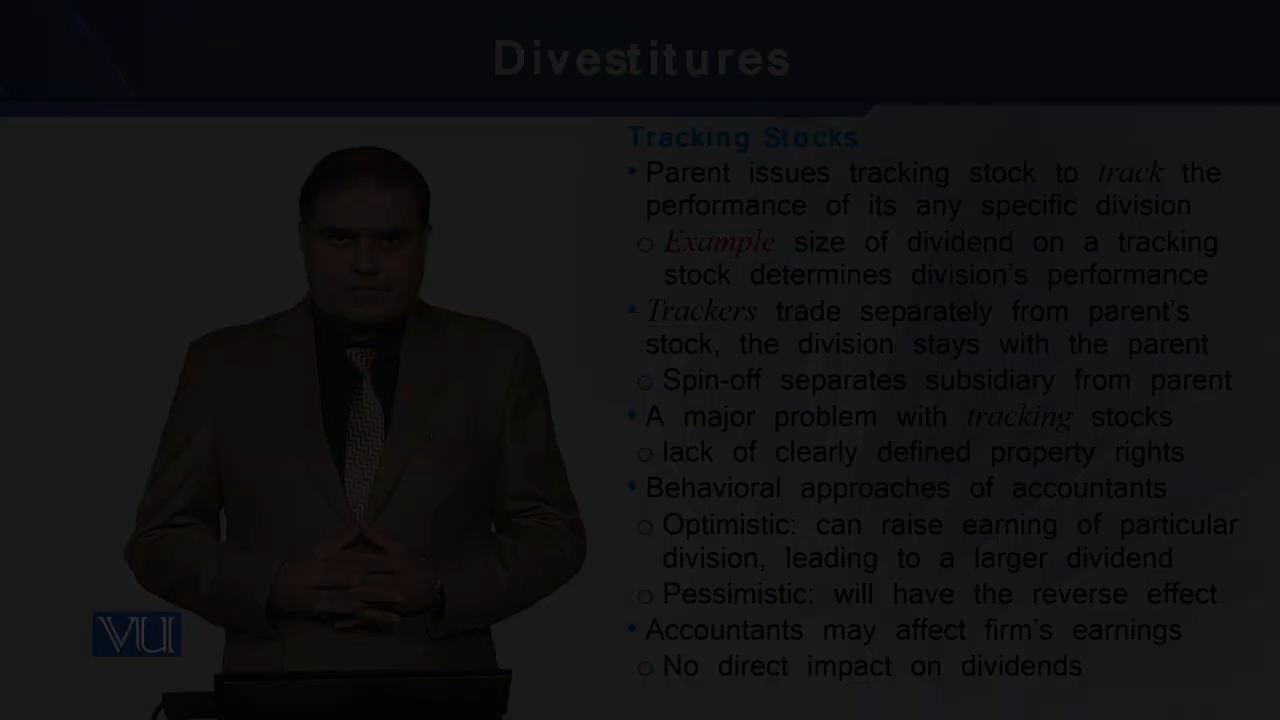 Divestitures
Tracking Stocks
• Parent issues tracking stock to track the
performance of its any specific division
o Example size of dividend on a tracking
stock determines division's performance
• Trackers trade separately from parent's
stock, the division stays with the parent
o Spin-off separates subsidiary from parent
• A major problem with tracking stocks
o lack of clearly defined property rights
• Behavioral approaches of accountants
o Optimistic: can raise earning of particular
division, leading to a larger dividend
o Pessimistic: will have the reverse effect
• Accountants may affect firm's earnings
o No direct impact on dividends
VU